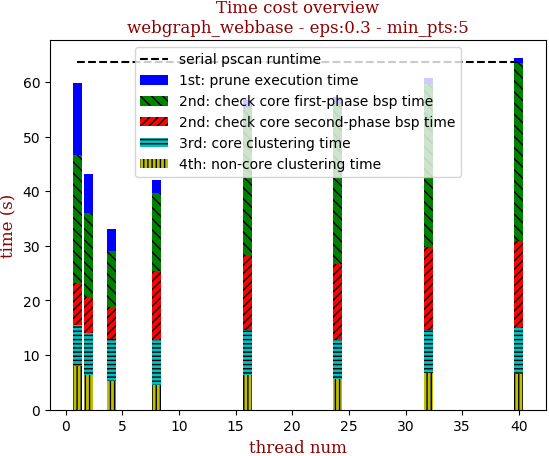 Time cost overview
webgraph_webbase - eps:0.3 - min_pts:5
serial pscan runtime
1st: prune execution time
2nd: check core first-phase bsp time
2nd: check core second-phase bsp time
3rd: core clustering time
4th: non-core clustering time
time (s)
60
50
40
30
20
10
0
0 5 10 15 20 25 30 35 40
thread num